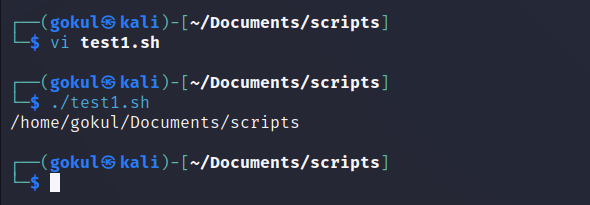 ┌──(gokul㉿kali)-[~/Documents/scripts]
└─$ vi test1.sh
┌──(gokul㉿kali)-[~/Documents/scripts]
└─$ ./test1.sh
/home/gokul/Documents/scripts
┌──(gokul㉿kali)-[~/Documents/scripts]
└─$